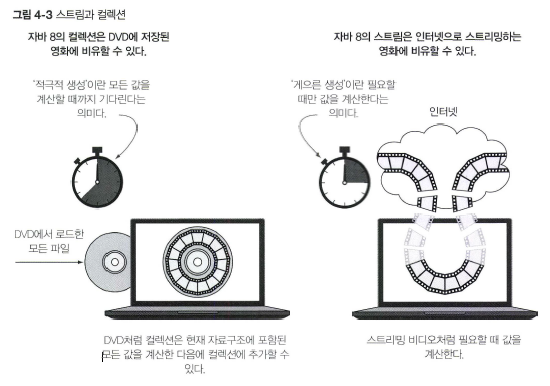 그림 4-3 스트림과 컬렉션
자바 8의 컬렉션은 DVD에 저장된
영화에 비유할 수 있다.
'적극적 생성'이란 모든 값을
계산할 때까지 기다린다는
의미다.
DVD에서 로드한
모든 파일
DVD처럼 컬렉션은 현재 자료구조에 포함된
모든 값을 계산한 다음에 컬렉션에 추가할 수
있다.
자바 8의 스트림은 인터넷으로 스트리밍하는
영화에 비유할 수 있다.
'게으른 생성'이란 필요할
때만 값을 계산한다는
의미다.
인터넷
스트리밍 비디오처럼 필요할 때 값을
계산한다.